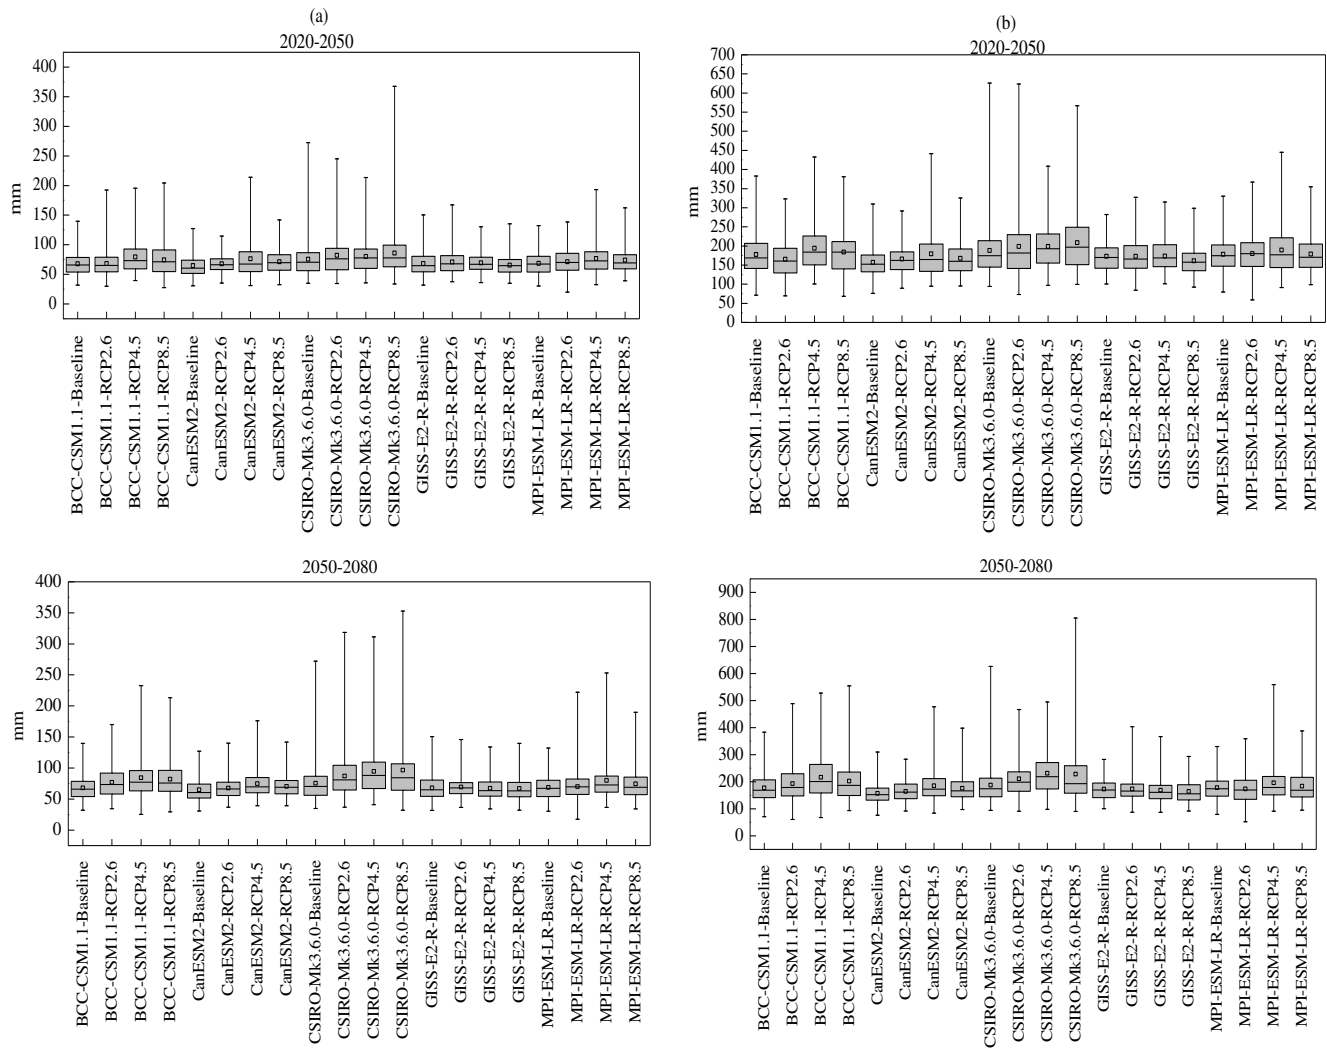 (a)
2020-2050
400
350
300
250
200
150
100
50
0
mm
BCC-CSM1.1-Baseline
BCC-CSM1.1-RCP2.6
BCC-CSM1.1-RCP4.5
BCC-CSM1.1-RCP8.5
CanESM2-Baseline
CanESM2-RCP2.6
CanESM2-RCP4.5
CanESM2-RCP8.5
CSIRO-Mk3.6.0-Baseline
CSIRO-Mk3.6.0-RCP2.6
CSIRO-Mk3.6.0-RCP4.5
CSIRO-Mk3.6.0-RCP8.5
GISS-E2-R-Baseline
GISS-E2-R-RCP2.6
GISS-E2-R-RCP4.5
GISS-E2-R-RCP8.5
MPI-ESM-LR-Baseline
MPI-ESM-LR-RCP2.6
MPI-ESM-LR-RCP4.5
MPI-ESM-LR-RCP8.5
(b)
2020-2050
700
650
600
550
500
450
400
350
300
250
200
150
100
50
0
mm
BCC-CSM1.1-Baseline
BCC-CSM1.1-RCP2.6
BCC-CSM1.1-RCP4.5
BCC-CSM1.1-RCP8.5
CanESM2-Baseline
CanESM2-RCP2.6
CanESM2-RCP4.5
CanESM2-RCP8.5
CSIRO-Mk3.6.0-Baseline
CSIRO-Mk3.6.0-RCP2.6
CSIRO-Mk3.6.0-RCP4.5
CSIRO-Mk3.6.0-RCP8.5
GISS-E2-R-Baseline
GISS-E2-R-RCP2.6
GISS-E2-R-RCP4.5
GISS-E2-R-RCP8.5
MPI-ESM-LR-Baseline
MPI-ESM-LR-RCP2.6
MPI-ESM-LR-RCP4.5
MPI-ESM-LR-RCP8.5
2050-2080
400
350
300
250
200
150
100
50
0
mm
BCC-CSM1.1-Baseline
BCC-CSM1.1-RCP2.6
BCC-CSM1.1-RCP4.5
BCC-CSM1.1-RCP8.5
CanESM2-Baseline
CanESM2-RCP2.6
CanESM2-RCP4.5
CanESM2-RCP8.5
CSIRO-Mk3.6.0-Baseline
CSIRO-Mk3.6.0-RCP2.6
CSIRO-Mk3.6.0-RCP4.5
CSIRO-Mk3.6.0-RCP8.5
GISS-E2-R-Baseline
GISS-E2-R-RCP2.6
GISS-E2-R-RCP4.5
GISS-E2-R-RCP8.5
MPI-ESM-LR-Baseline
MPI-ESM-LR-RCP2.6
MPI-ESM-LR-RCP4.5
MPI-ESM-LR-RCP8.5
2050-2080
900
800
700
600
500
400
300
200
100
0
mm
BCC-CSM1.1-Baseline
BCC-CSM1.1-RCP2.6
BCC-CSM1.1-RCP4.5
BCC-CSM1.1-RCP8.5
CanESM2-Baseline
CanESM2-RCP2.6
CanESM2-RCP4.5
CanESM2-RCP8.5
CSIRO-Mk3.6.0-Baseline
CSIRO-Mk3.6.0-RCP2.6
CSIRO-Mk3.6.0-RCP4.5
CSIRO-Mk3.6.0-RCP8.5
GISS-E2-R-Baseline
GISS-E2-R-RCP2.6
GISS-E2-R-RCP4.5
GISS-E2-R-RCP8.5
MPI-ESM-LR-Baseline
MPI-ESM-LR-RCP2.6
MPI-ESM-LR-RCP4.5
MPI-ESM-LR-RCP8.5